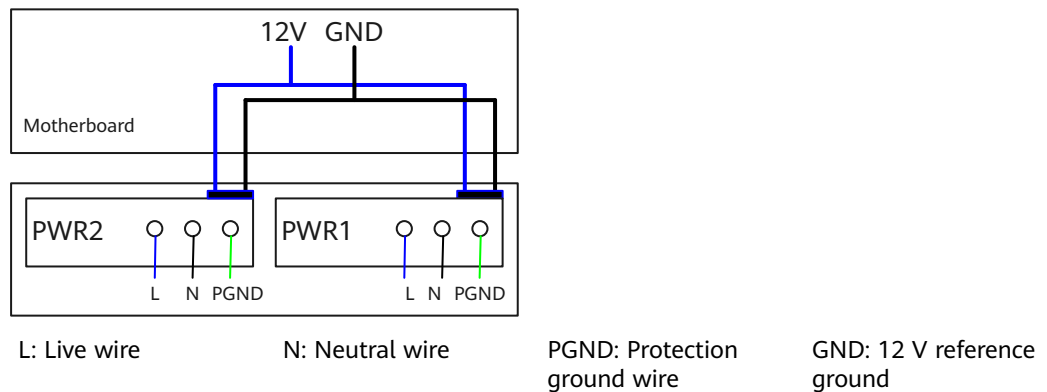 12V GND
Motherboard
PWR2
PWR1
L N PGND
L N PGND
L: Live wire
N: Neutral wire
PGND: Protection
ground wire
GND: 12 V reference
ground